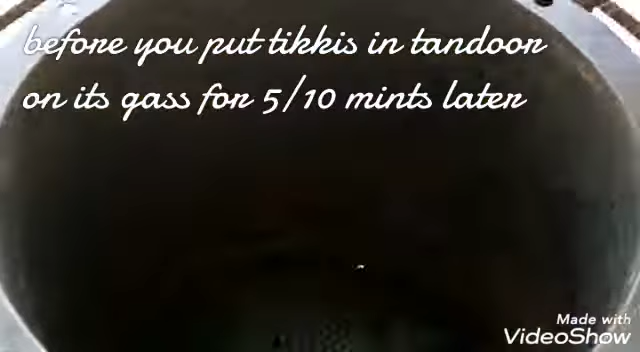 before you put tikkis in tandoor
on its gass for 5/10 mints later
Made with
VideoShow